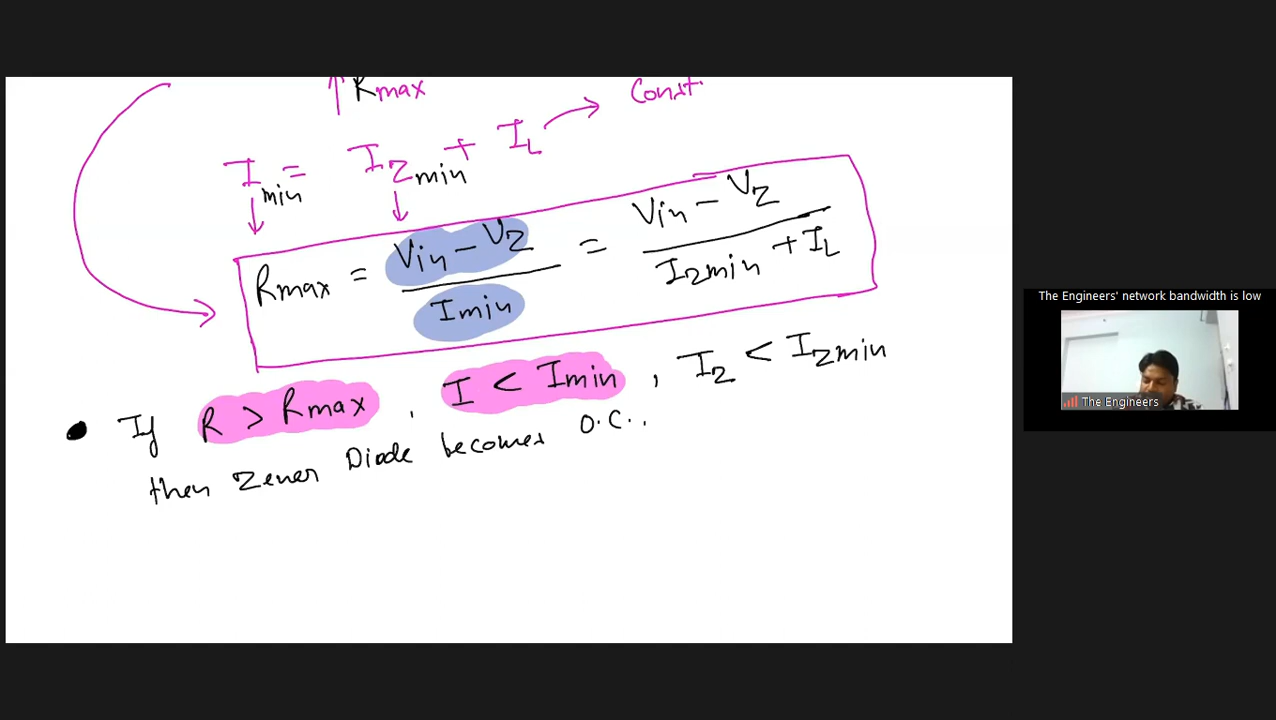 ↑ Rmax
Const.
Imin = Izmin + IL
Rmax = Vin - Vz / Imin = Vin - Vz / Izmin + IL
• If R > Rmax , I < Imin , Iz < Izmin
then Zener Diode becomes O.C..
The Engineers' network bandwidth is low
The Engineers